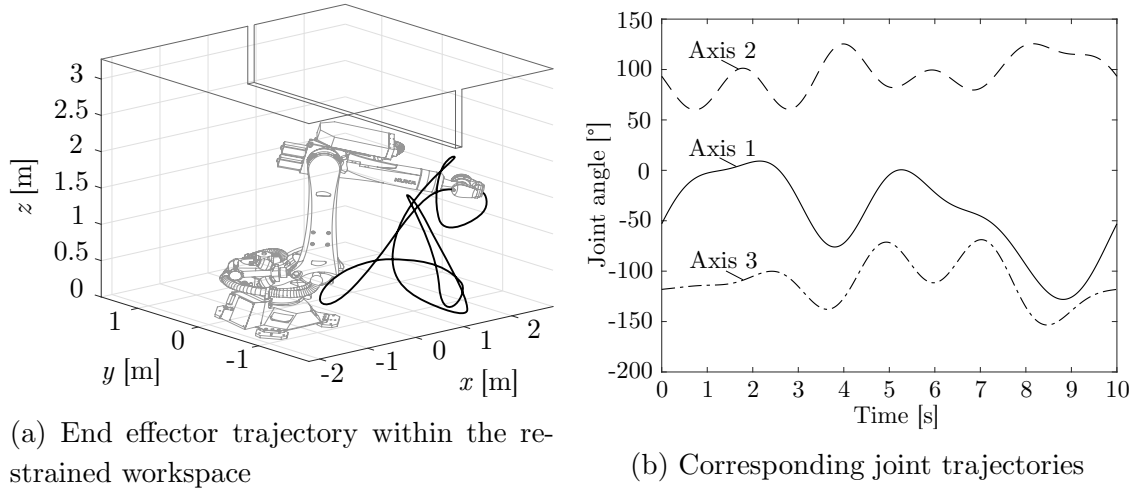 3
2.5
2
1.5
1
0.5
0
z [m]
1
0
-1
y [m]
-2
-1
0
1
2
x [m]
(a) End effector trajectory within the re-
strained workspace
150
100
50
0
-50
-100
-150
-200
Joint angle [°]
Axis 2
Axis 1
Axis 3
0 1 2 3 4 5 6 7 8 9 10
Time [s]
(b) Corresponding joint trajectories